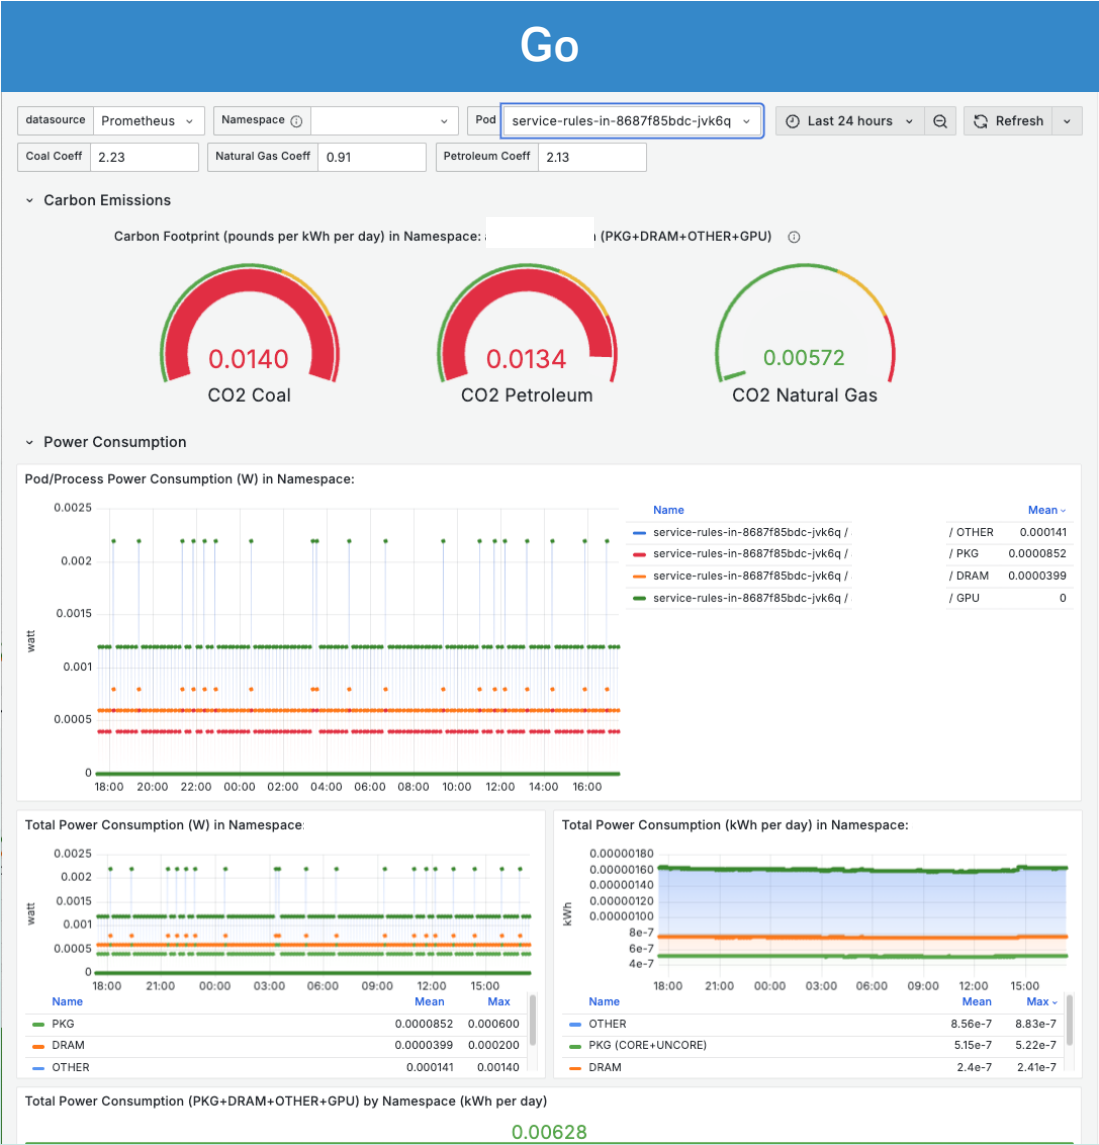 Go
datasource Prometheus Namespace Pod service-rules-in-8687f85bdc-jvk6q Last 24 hours Refresh
Coal Coeff 2.23 Natural Gas Coeff 0.91 Petroleum Coeff 2.13
Carbon Emissions
Carbon Footprint (pounds per kWh per day) in Namespace: (PKG+DRAM+OTHER+GPU)
0.0140 0.0134 0.00572
CO2 Coal CO2 Petroleum CO2 Natural Gas
Power Consumption
Pod/Process Power Consumption (W) in Namespace:
watt
0.0025
0.002
0.0015
0.001
0.0005
0
18:00 20:00 22:00 00:00 02:00 04:00 06:00 08:00 10:00 12:00 14:00 16:00
Name Mean
service-rules-in-8687f85bdc-jvk6q / / OTHER 0.000141
service-rules-in-8687f85bdc-jvk6q / / PKG 0.0000852
service-rules-in-8687f85bdc-jvk6q / / DRAM 0.0000399
service-rules-in-8687f85bdc-jvk6q / / GPU 0
Total Power Consumption (W) in Namespace:
watt
0.0025
0.002
0.0015
0.001
0.0005
0
18:00 21:00 00:00 03:00 06:00 09:00 12:00 15:00
Name Mean Max
PKG 0.0000852 0.000600
DRAM 0.0000399 0.000200
OTHER 0.000141 0.00140
Total Power Consumption (kWh per day) in Namespace:
kWh
0.00000180
0.00000160
0.00000140
0.00000120
0.00000100
8e-7
6e-7
4e-7
18:00 21:00 00:00 03:00 06:00 09:00 12:00 15:00
Name Mean Max
OTHER 8.56e-7 8.83e-7
PKG (CORE+UNCORE) 5.15e-7 5.22e-7
DRAM 2.4e-7 2.41e-7
Total Power Consumption (PKG+DRAM+OTHER+GPU) by Namespace (kWh per day)
0.00628